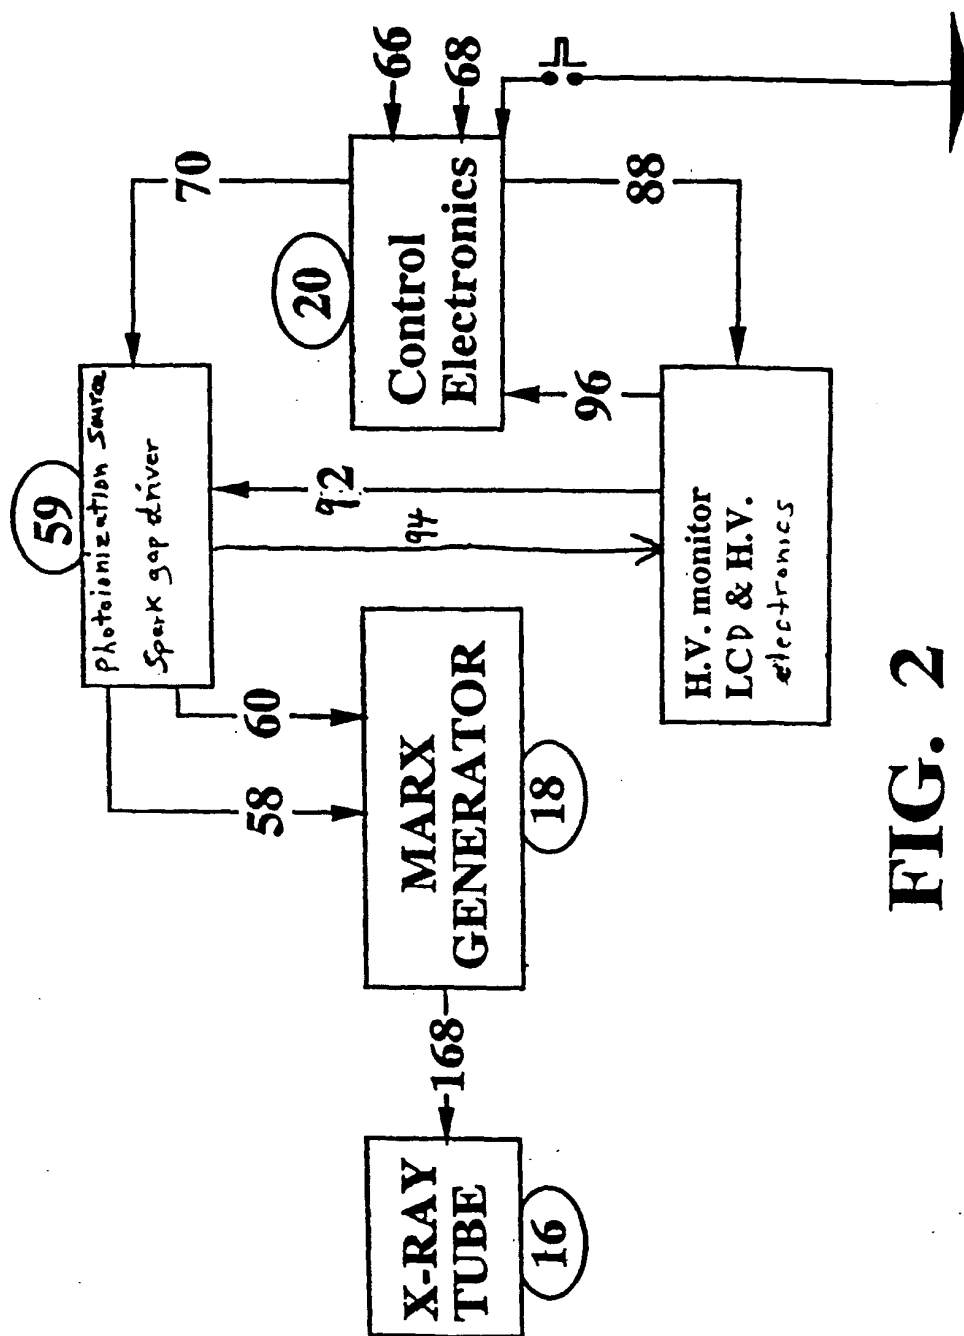 X-RAY
TUBE
16
168
MARX
GENERATOR
18
58
60
59
photoionization source
spark gap driver
92
94
70
20
Control
Electronics
66
68
96
88
H.V. monitor
LCD & H.V.
electronics
FIG. 2